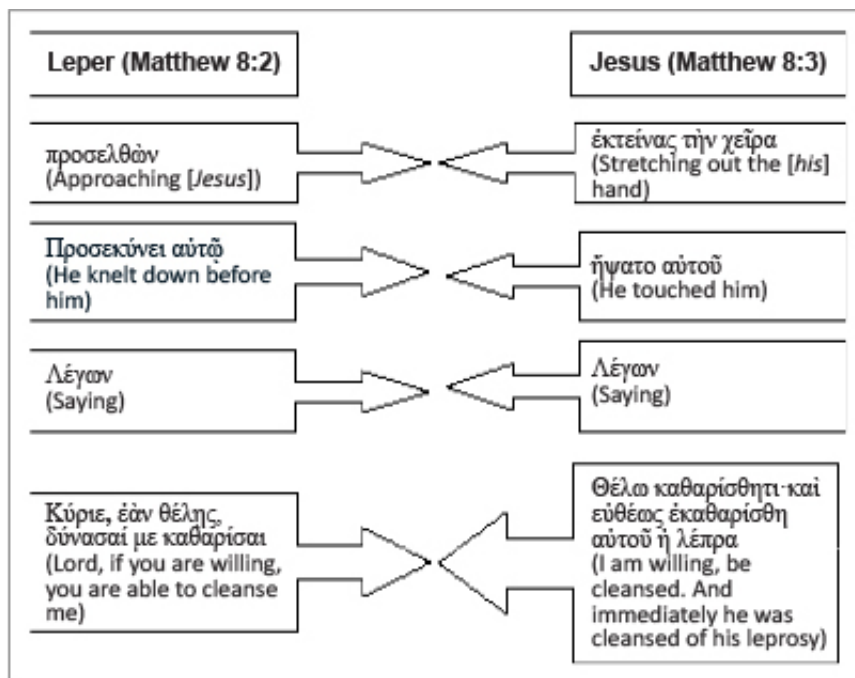 Leper (Matthew 8:2)
Jesus (Matthew 8:3)
προσελθὼν
(Approaching [Jesus])
ἐκτείνας τὴν χεῖρα
(Stretching out the [his]
hand)
Προσεκύνει αὐτῷ
(He knelt down before
him)
ἥψατο αὐτοῦ
(He touched him)
Λέγων
(Saying)
Λέγων
(Saying)
Κύριε, ἐὰν θέλῃς,
δύνασαί με καθαρίσαι
(Lord, if you are willing,
you are able to cleanse
me)
Θέλω καθαρίσθητι·καὶ
εὐθέως ἐκαθαρίσθη
αὐτοῦ ἡ λέπρα
(I am willing, be
cleansed. And
immediately he was
cleansed of his leprosy)